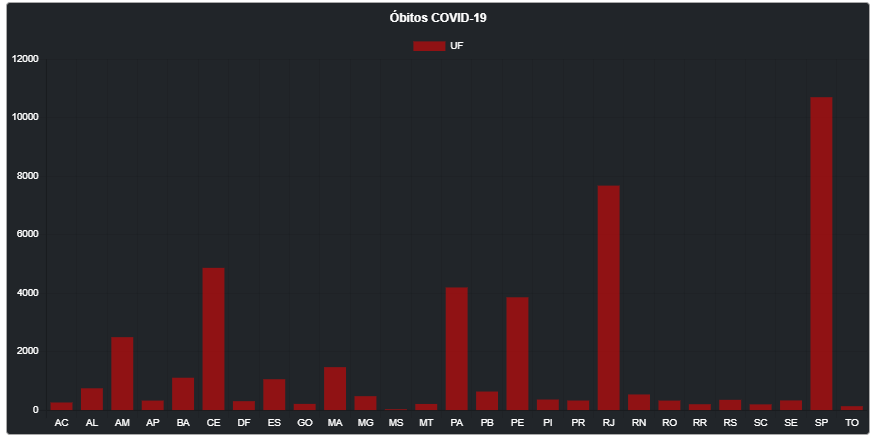 Óbitos COVID-19
UF
12000
10000
8000
6000
4000
2000
0
AC AL AM AP BA CE DF ES GO MA MG MS MT PA PB PE PI PR RJ RN RO RR RS SC SE SP TO